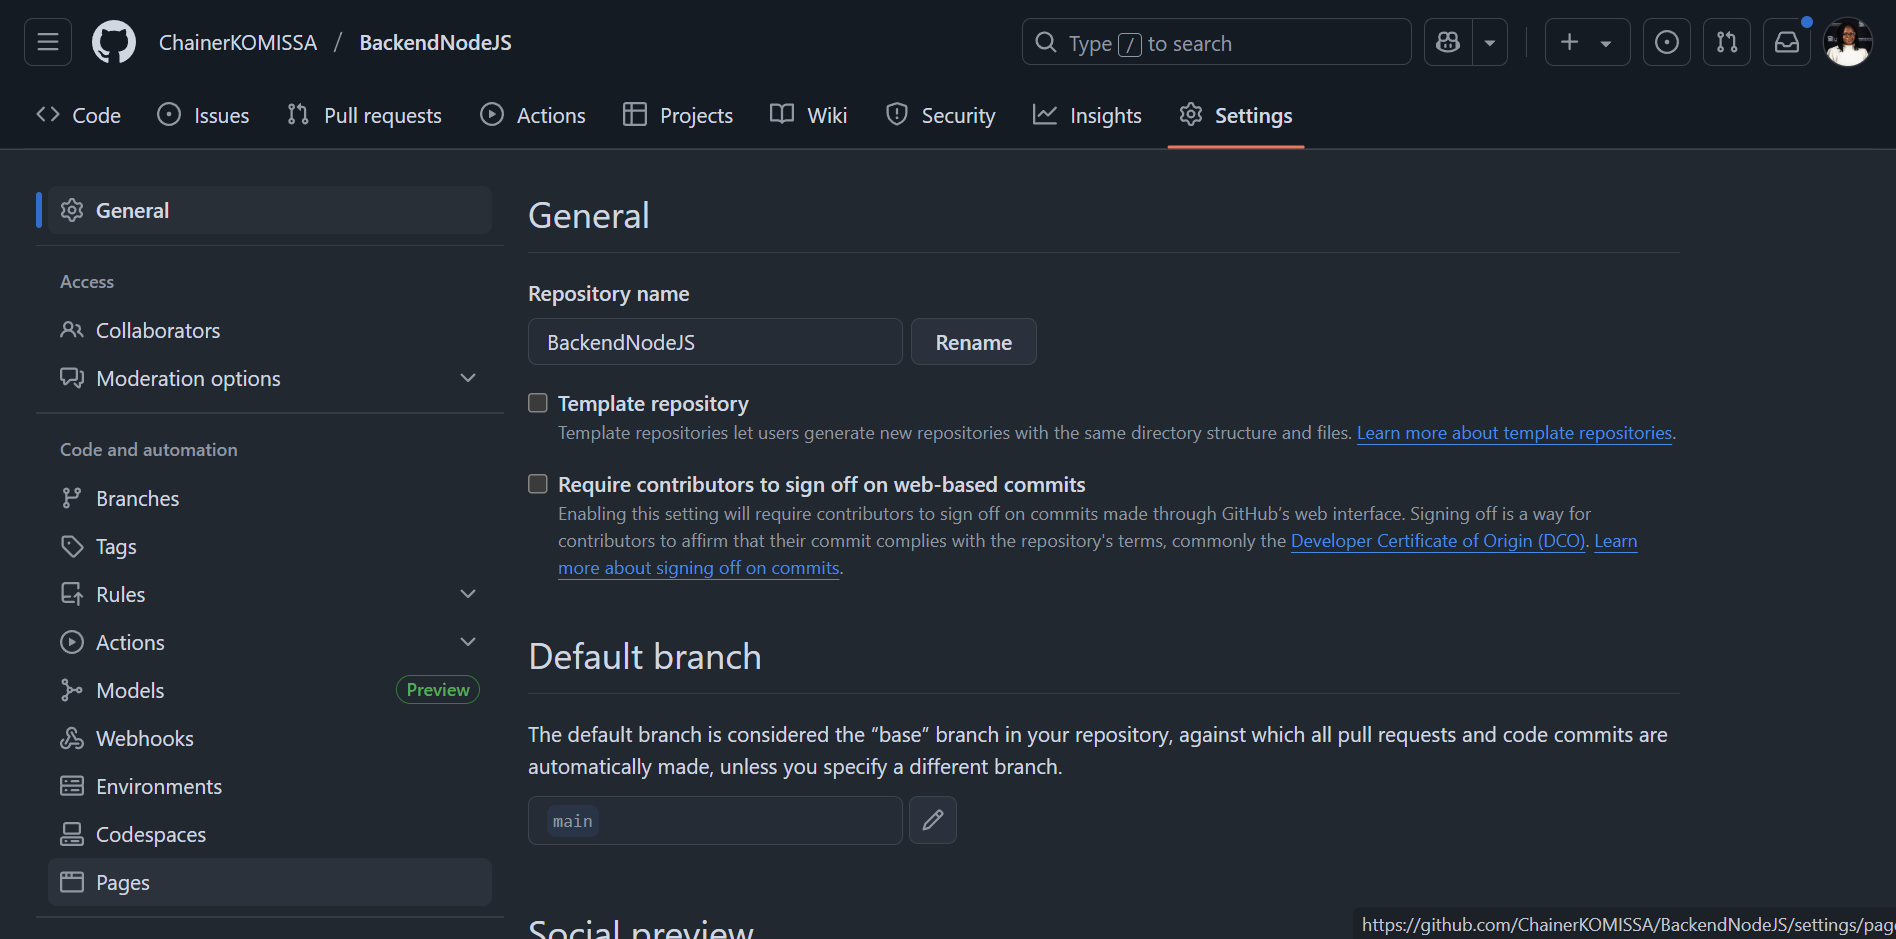 ChainerKOMISSA / BackendNodeJS
Type / to search
Code
Issues
Pull requests
Actions
Projects
Wiki
Security
Insights
Settings
General
Access
Collaborators
Moderation options
Code and automation
Branches
Tags
Rules
Actions
Models
Preview
Webhooks
Environments
Codespaces
Pages
General
Repository name
BackendNodeJS
Rename
Template repository
Template repositories let users generate new repositories with the same directory structure and files. Learn more about template repositories.
Require contributors to sign off on web-based commits
Enabling this setting will require contributors to sign off on commits made through GitHub’s web interface. Signing off is a way for
contributors to affirm that their commit complies with the repository's terms, commonly the Developer Certificate of Origin (DCO). Learn
more about signing off on commits.
Default branch
The default branch is considered the “base” branch in your repository, against which all pull requests and code commits are
automatically made, unless you specify a different branch.
main
Social preview
https://github.com/ChainerKOMISSA/BackendNodeJS/settings/pag